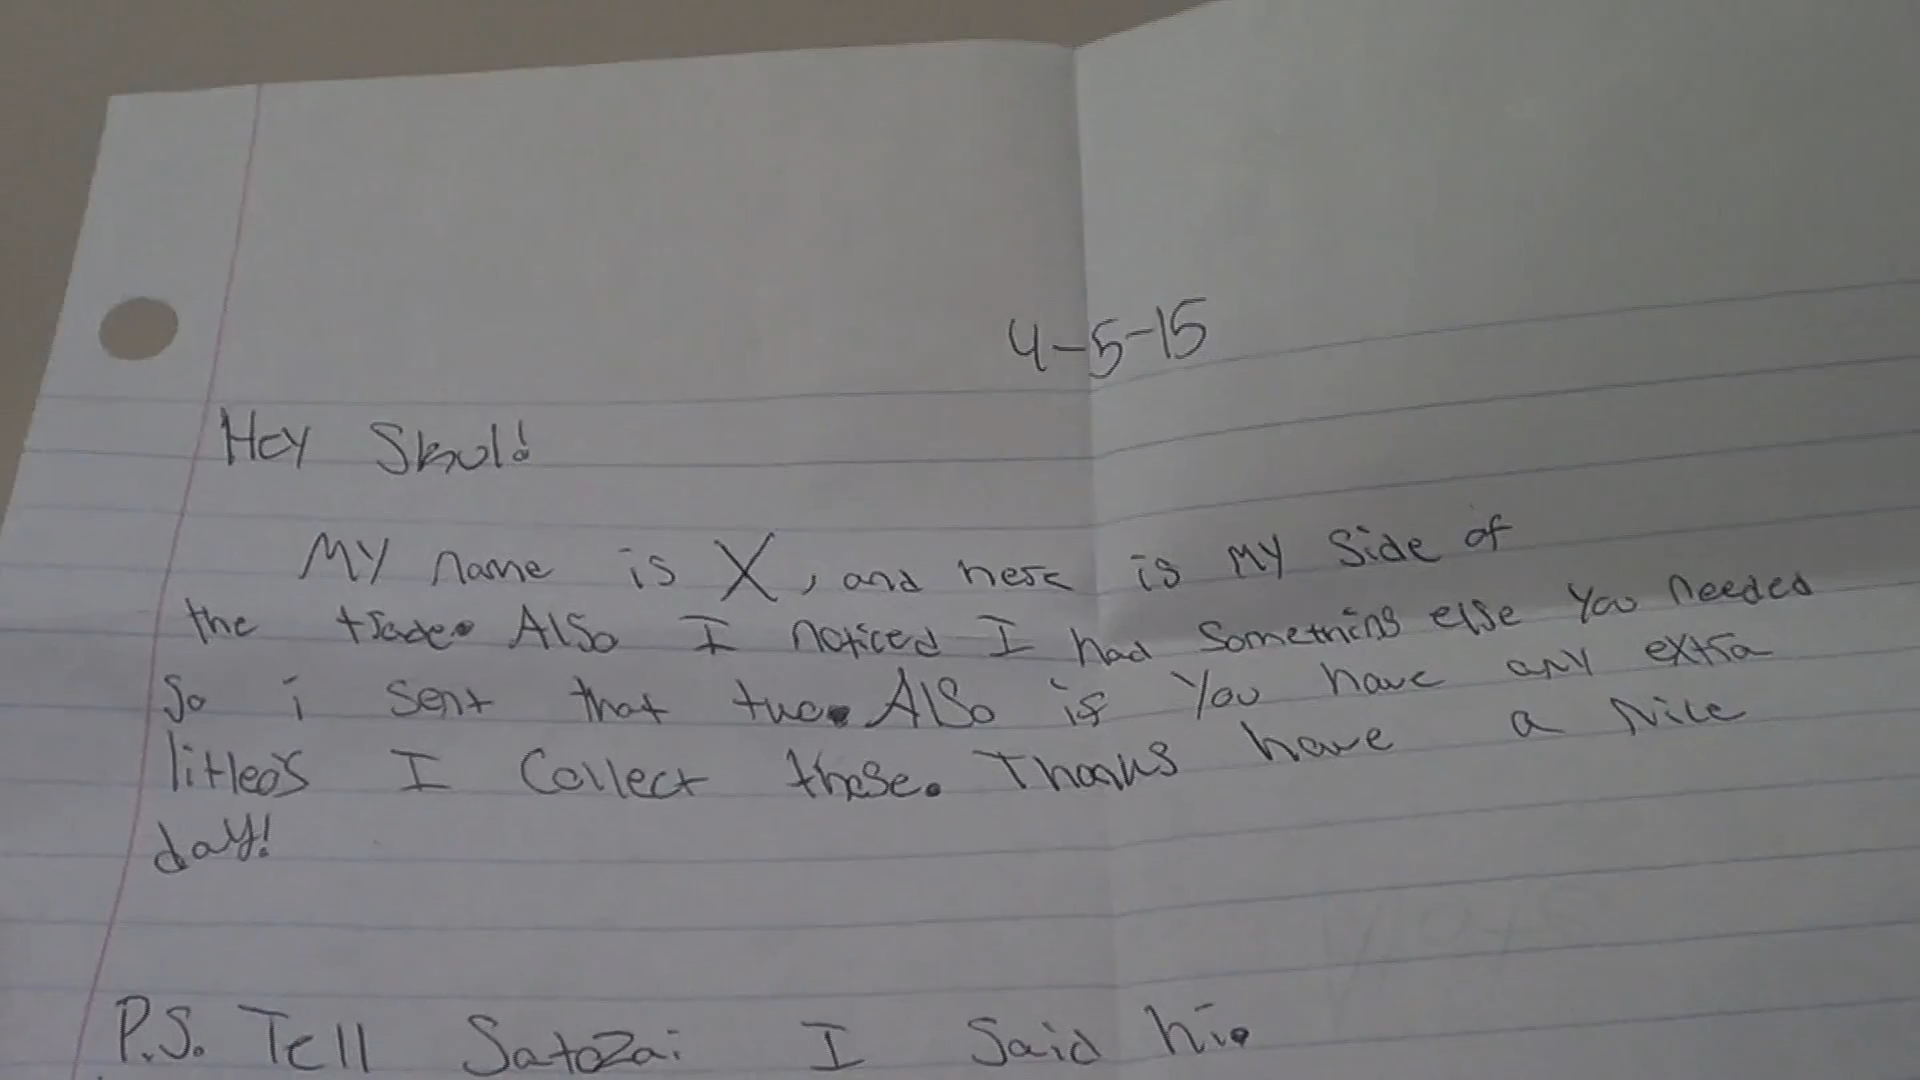 4-5-15
Hey Skul!
My name is X, and here is my side of
the trade. Also I noticed I had something else you needed
So i sent that two. Also if you have any extra
litleo's I collect those. Thanks have a Nice
day!
P.S. Tell Satozai I said hi.